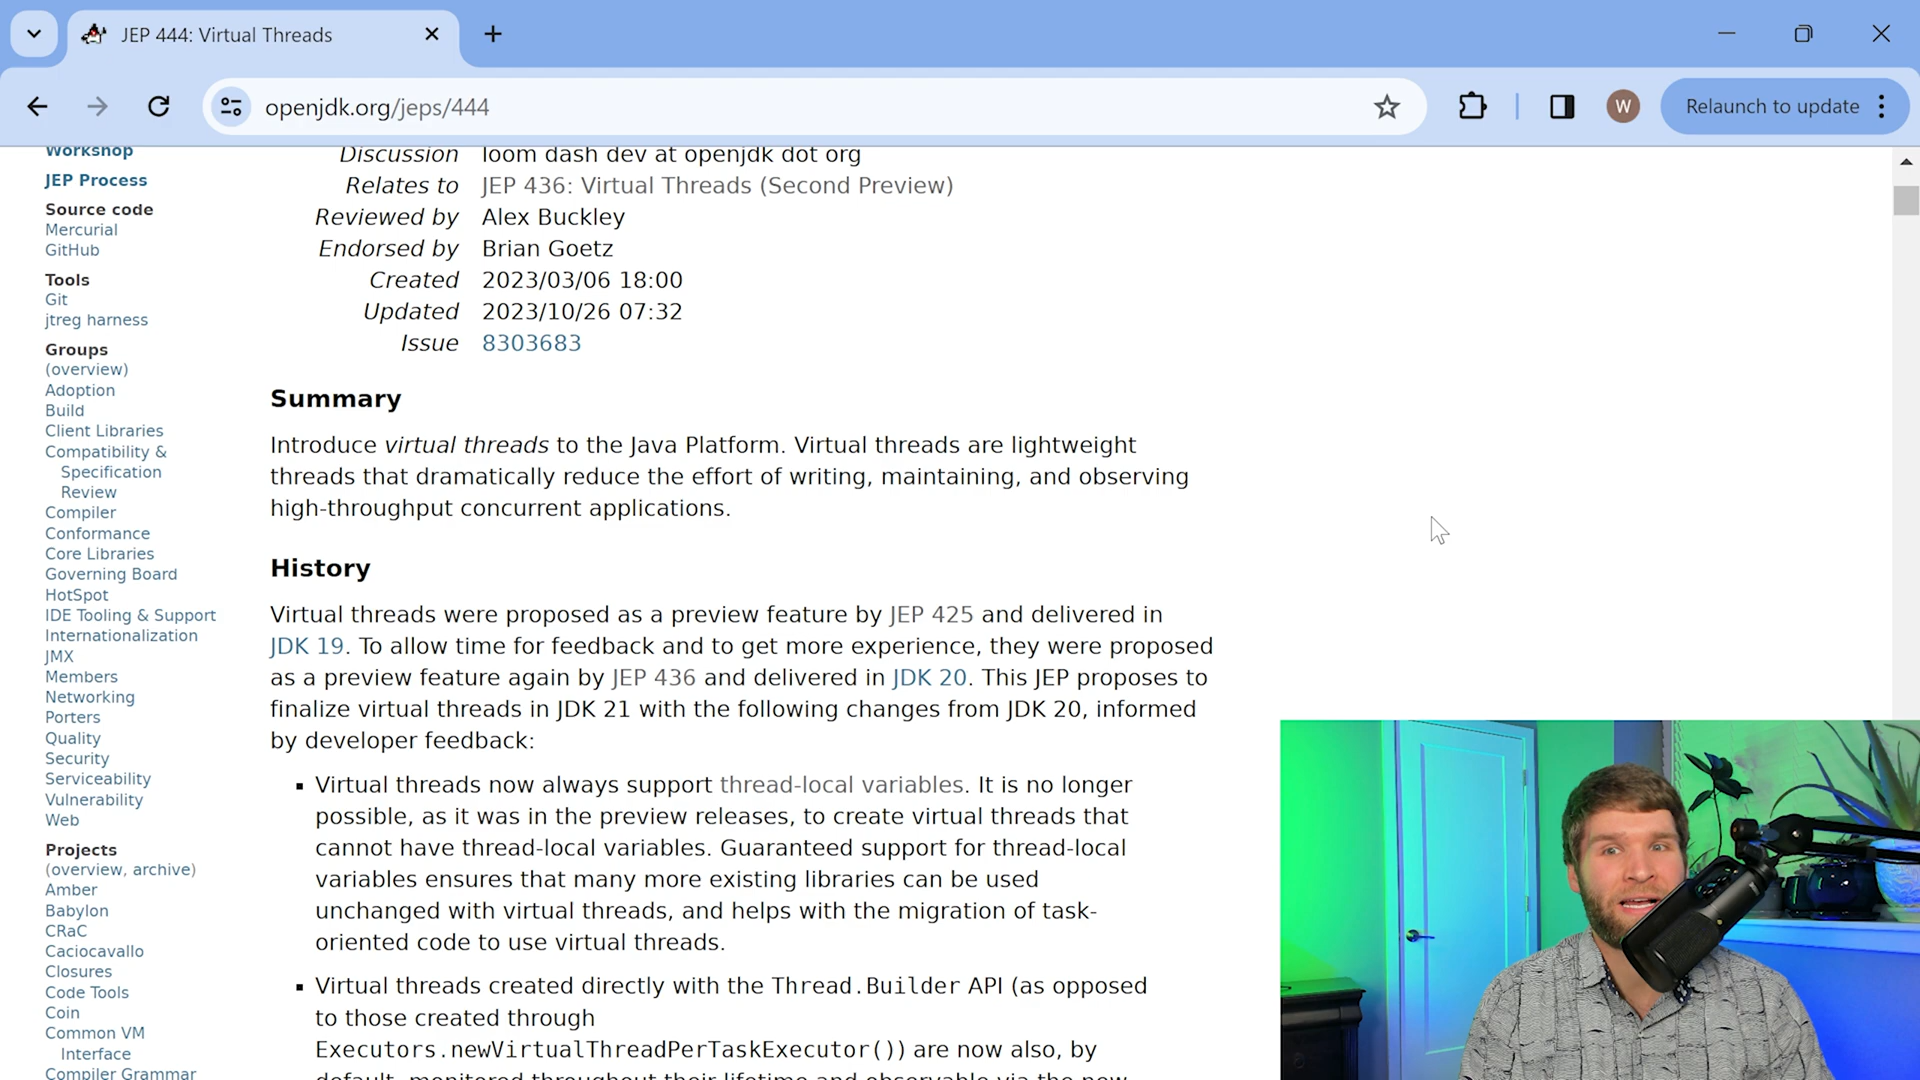 JEP 444: Virtual Threads
openjdk.org/jeps/444
W
Relaunch to update
Workshop
JEP Process
Source code
Mercurial
GitHub
Tools
Git
jtreg harness
Groups
(overview)
Adoption
Build
Client Libraries
Compatibility &
Specification
Review
Compiler
Conformance
Core Libraries
Governing Board
HotSpot
IDE Tooling & Support
Internationalization
JMX
Members
Networking
Porters
Quality
Security
Serviceability
Vulnerability
Web
Projects
(overview, archive)
Amber
Babylon
CRaC
Caciocavallo
Closures
Code Tools
Coin
Common VM
Interface
Compiler Grammar
Discussion loom dash dev at openjdk dot org
Relates to JEP 436: Virtual Threads (Second Preview)
Reviewed by Alex Buckley
Endorsed by Brian Goetz
Created 2023/03/06 18:00
Updated 2023/10/26 07:32
Issue 8303683
Summary
Introduce virtual threads to the Java Platform. Virtual threads are lightweight
threads that dramatically reduce the effort of writing, maintaining, and observing
high-throughput concurrent applications.
History
Virtual threads were proposed as a preview feature by JEP 425 and delivered in
JDK 19. To allow time for feedback and to get more experience, they were proposed
as a preview feature again by JEP 436 and delivered in JDK 20. This JEP proposes to
finalize virtual threads in JDK 21 with the following changes from JDK 20, informed
by developer feedback:
▪ Virtual threads now always support thread-local variables. It is no longer
possible, as it was in the preview releases, to create virtual threads that
cannot have thread-local variables. Guaranteed support for thread-local
variables ensures that many more existing libraries can be used
unchanged with virtual threads, and helps with the migration of task-
oriented code to use virtual threads.
▪ Virtual threads created directly with the Thread.Builder API (as opposed
to those created through
Executors.newVirtualThreadPerTaskExecutor()) are now also, by
default, monitored throughout their lifetime and observable via the new